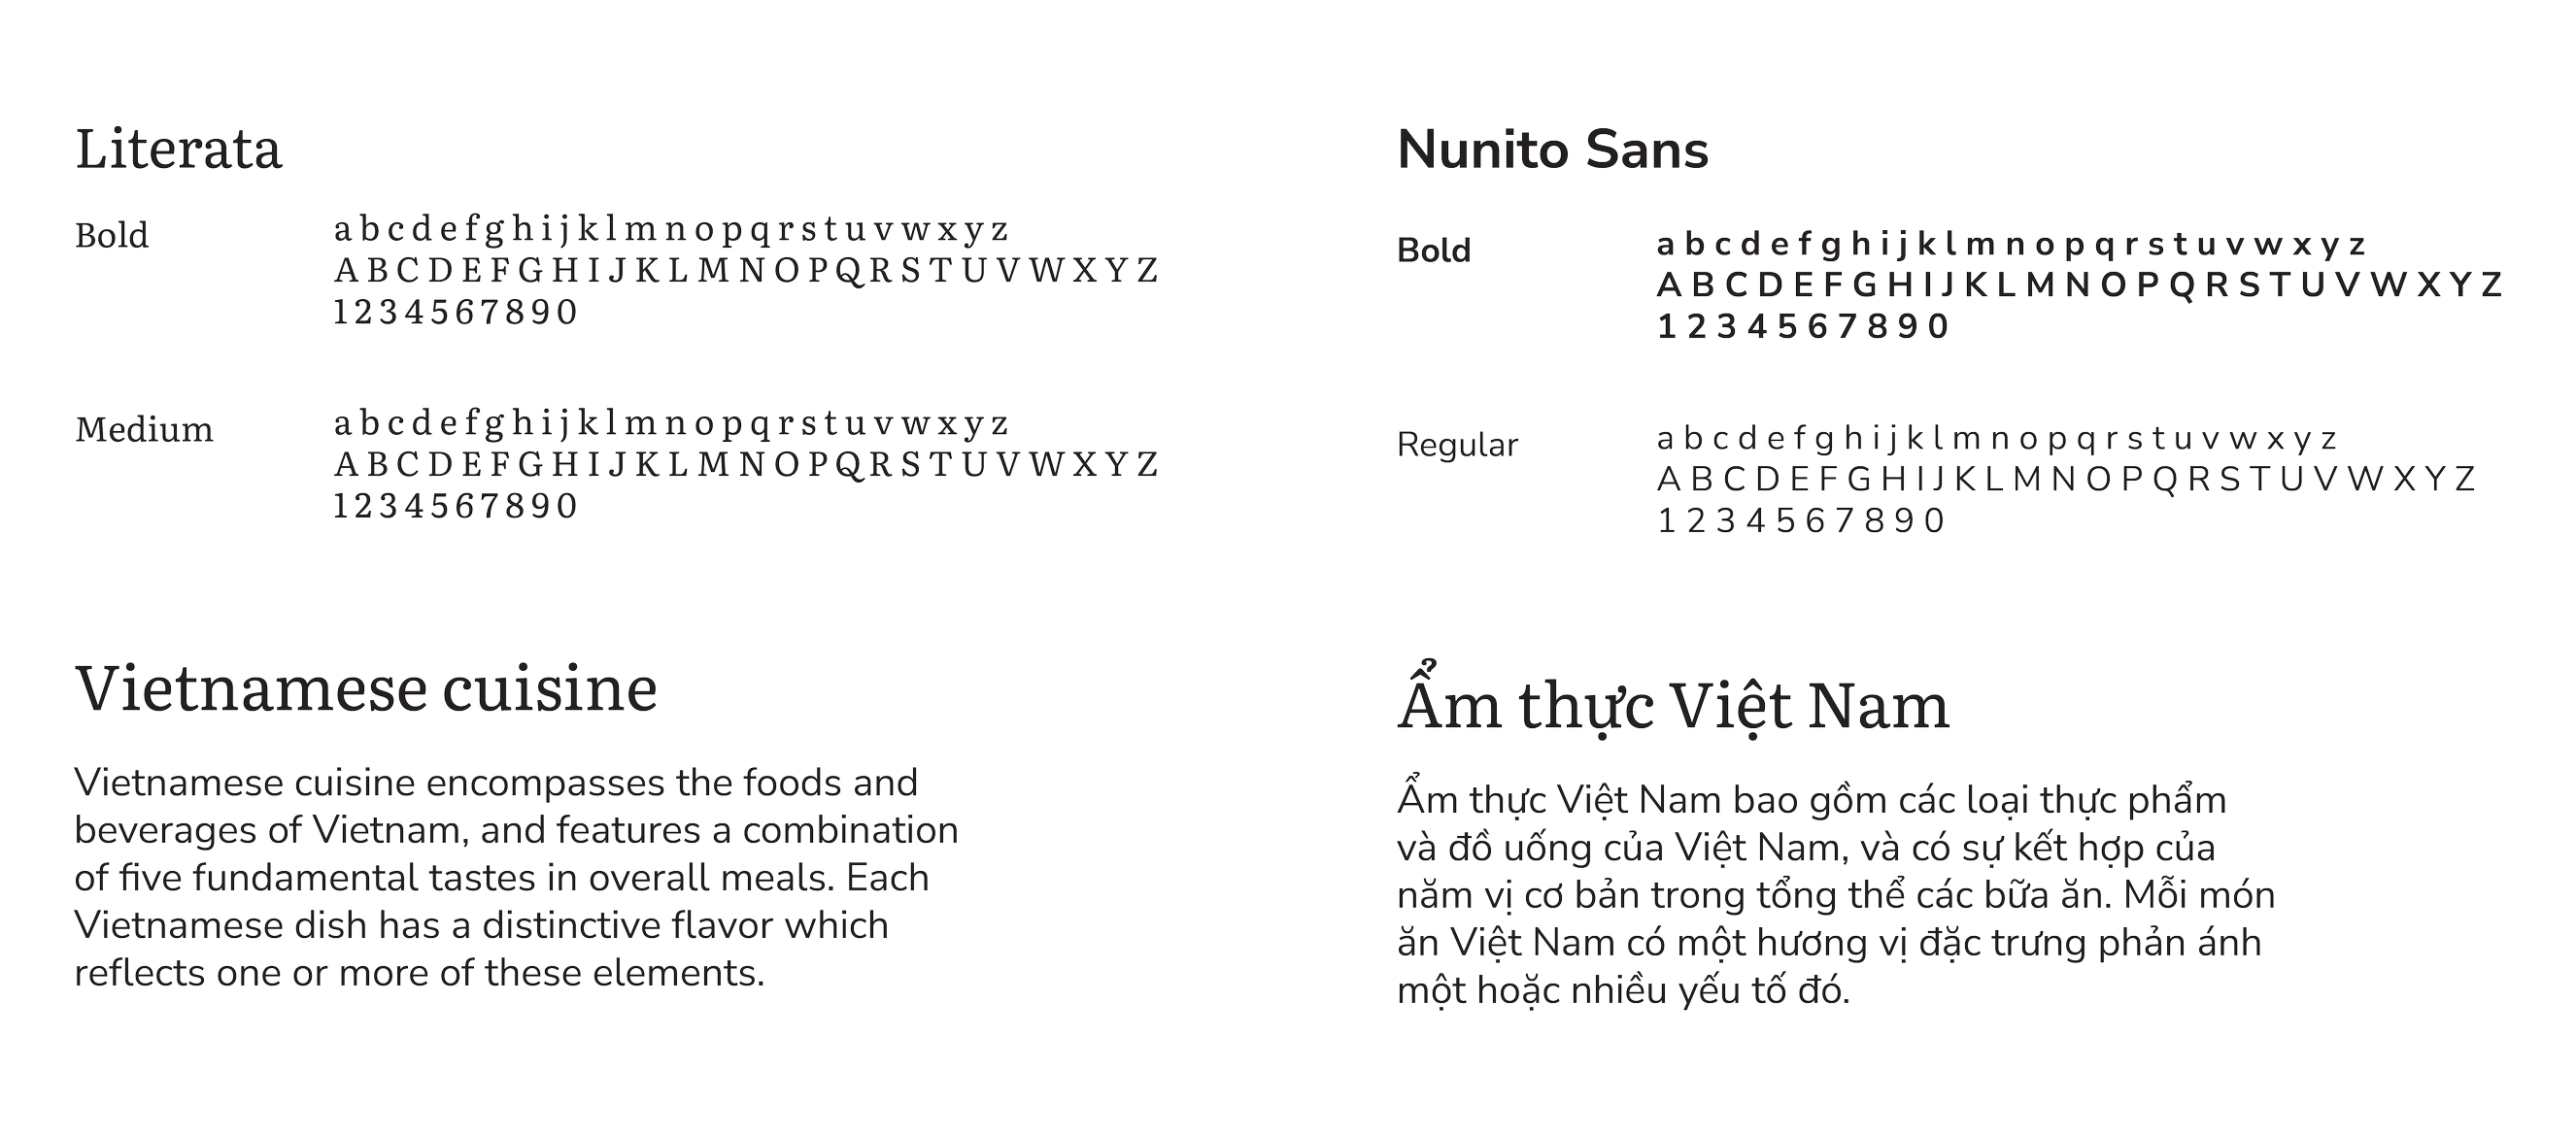 Literata
Bold
a b c d e f g h i j k l m n o p q r s t u v w x y z
A B C D E F G H I J K L M N O P Q R S T U V W X Y Z
1 2 3 4 5 6 7 8 9 0
Medium
a b c d e f g h i j k l m n o p q r s t u v w x y z
A B C D E F G H I J K L M N O P Q R S T U V W X Y Z
1 2 3 4 5 6 7 8 9 0
Nunito Sans
Bold
a b c d e f g h i j k l m n o p q r s t u v w x y z
A B C D E F G H I J K L M N O P Q R S T U V W X Y Z
1 2 3 4 5 6 7 8 9 0
Regular
a b c d e f g h i j k l m n o p q r s t u v w x y z
A B C D E F G H I J K L M N O P Q R S T U V W X Y Z
1 2 3 4 5 6 7 8 9 0
Vietnamese cuisine
Vietnamese cuisine encompasses the foods and
beverages of Vietnam, and features a combination
of five fundamental tastes in overall meals. Each
Vietnamese dish has a distinctive flavor which
reflects one or more of these elements.
Ẩm thực Việt Nam
Ẩm thực Việt Nam bao gồm các loại thực phẩm
và đồ uống của Việt Nam, và có sự kết hợp của
năm vị cơ bản trong tổng thể các bữa ăn. Mỗi món
ăn Việt Nam có một hương vị đặc trưng phản ánh
một hoặc nhiều yếu tố đó.